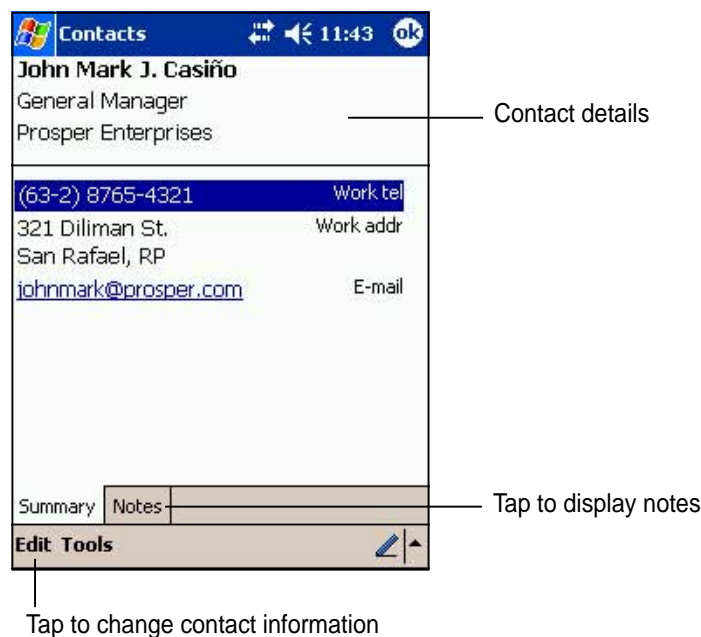 Contacts 11:43 ok
John Mark J. Casiño
General Manager
Prosper Enterprises
Contact details
(63-2) 8765-4321 Work tel
321 Diliman St. Work addr
San Rafael, RP
johnmark@prosper.com E-mail
Summary Notes
Tap to display notes
Edit Tools
Tap to change contact information